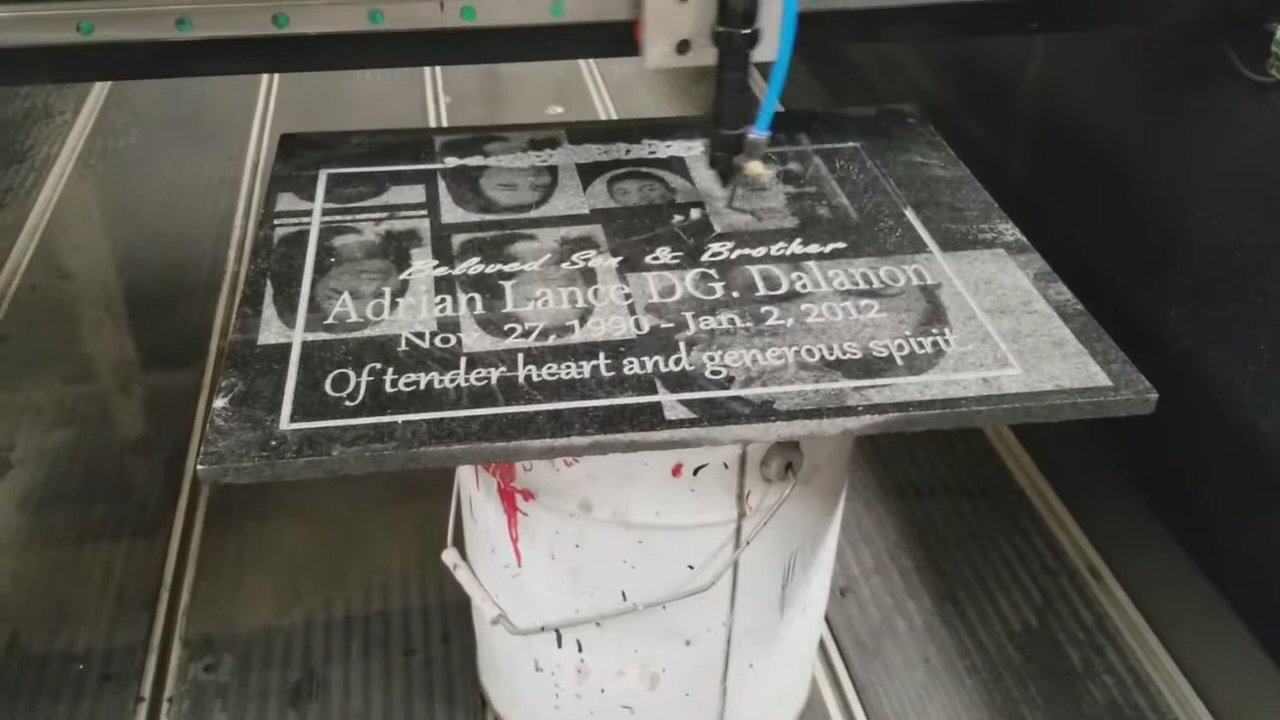 Beloved Son & Brother
Adrian Lance DG. Dalanon
Nov. 27, 1990 - Jan. 2, 2012
Of tender heart and generous spirit.